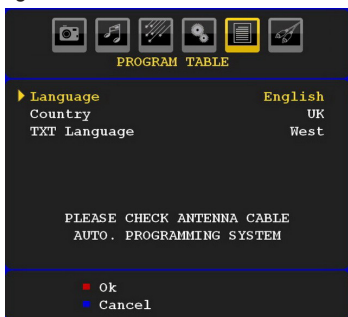 PROGRAM TABLE
Language English
Country UK
TXT Language West
PLEASE CHECK ANTENNA CABLE
AUTO. PROGRAMMING SYSTEM
Ok
Cancel